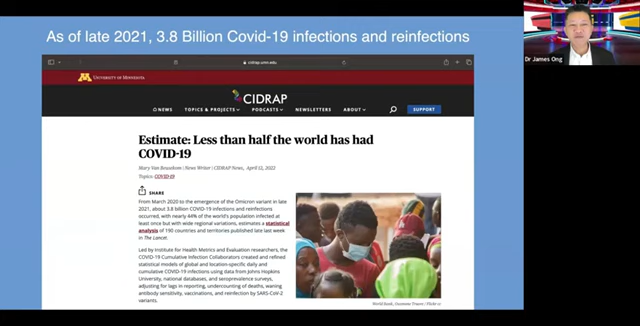 As of late 2021, 3.8 Billion Covid-19 infections and reinfections
Dr James Ong
cidrap.umn.edu
UNIVERSITY OF MINNESOTA
CIDRAP
NEWS TOPICS & PROJECTS PODCASTS NEWSLETTERS ABOUT SUPPORT
Estimate: Less than half the world has had
COVID-19
Mary Van Beusekom | News Writer | CIDRAP News, April 12, 2022
Topics: COVID-19
SHARE
From March 2020 to the emergence of the Omicron variant in late
2021, about 3.8 billion COVID-19 infections and reinfections
occurred, with nearly 44% of the world's population infected at
least once but with wide regional variations, estimates a statistical
analysis of 190 countries and territories published late last week
in The Lancet.
Led by Institute for Health Metrics and Evaluation researchers, the
COVID-19 Cumulative Infection Collaborators created and refined
statistical models of global and location-specific daily and
cumulative COVID-19 infections using data from Johns Hopkins
University, national databases, and seroprevalence surveys,
adjusting for lags in reporting, undercounting of deaths, waning
antibody sensitivity, vaccinations, and reinfection by SARS-CoV-2
variants.
World Bank, Ousmane Traore / Flickr cc